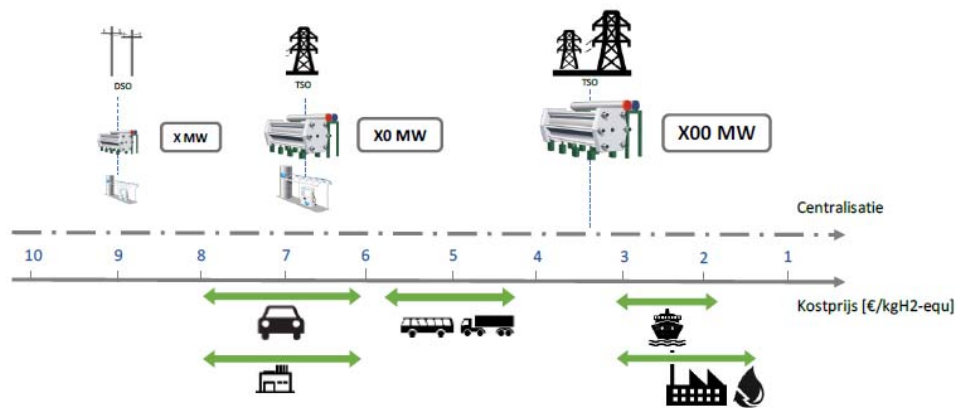 DSO
TSO
TSO
X MW
X0 MW
X00 MW
Centralisatie
10 9 8 7 6 5 4 3 2 1
Kostprijs [€/kgH2-equ]